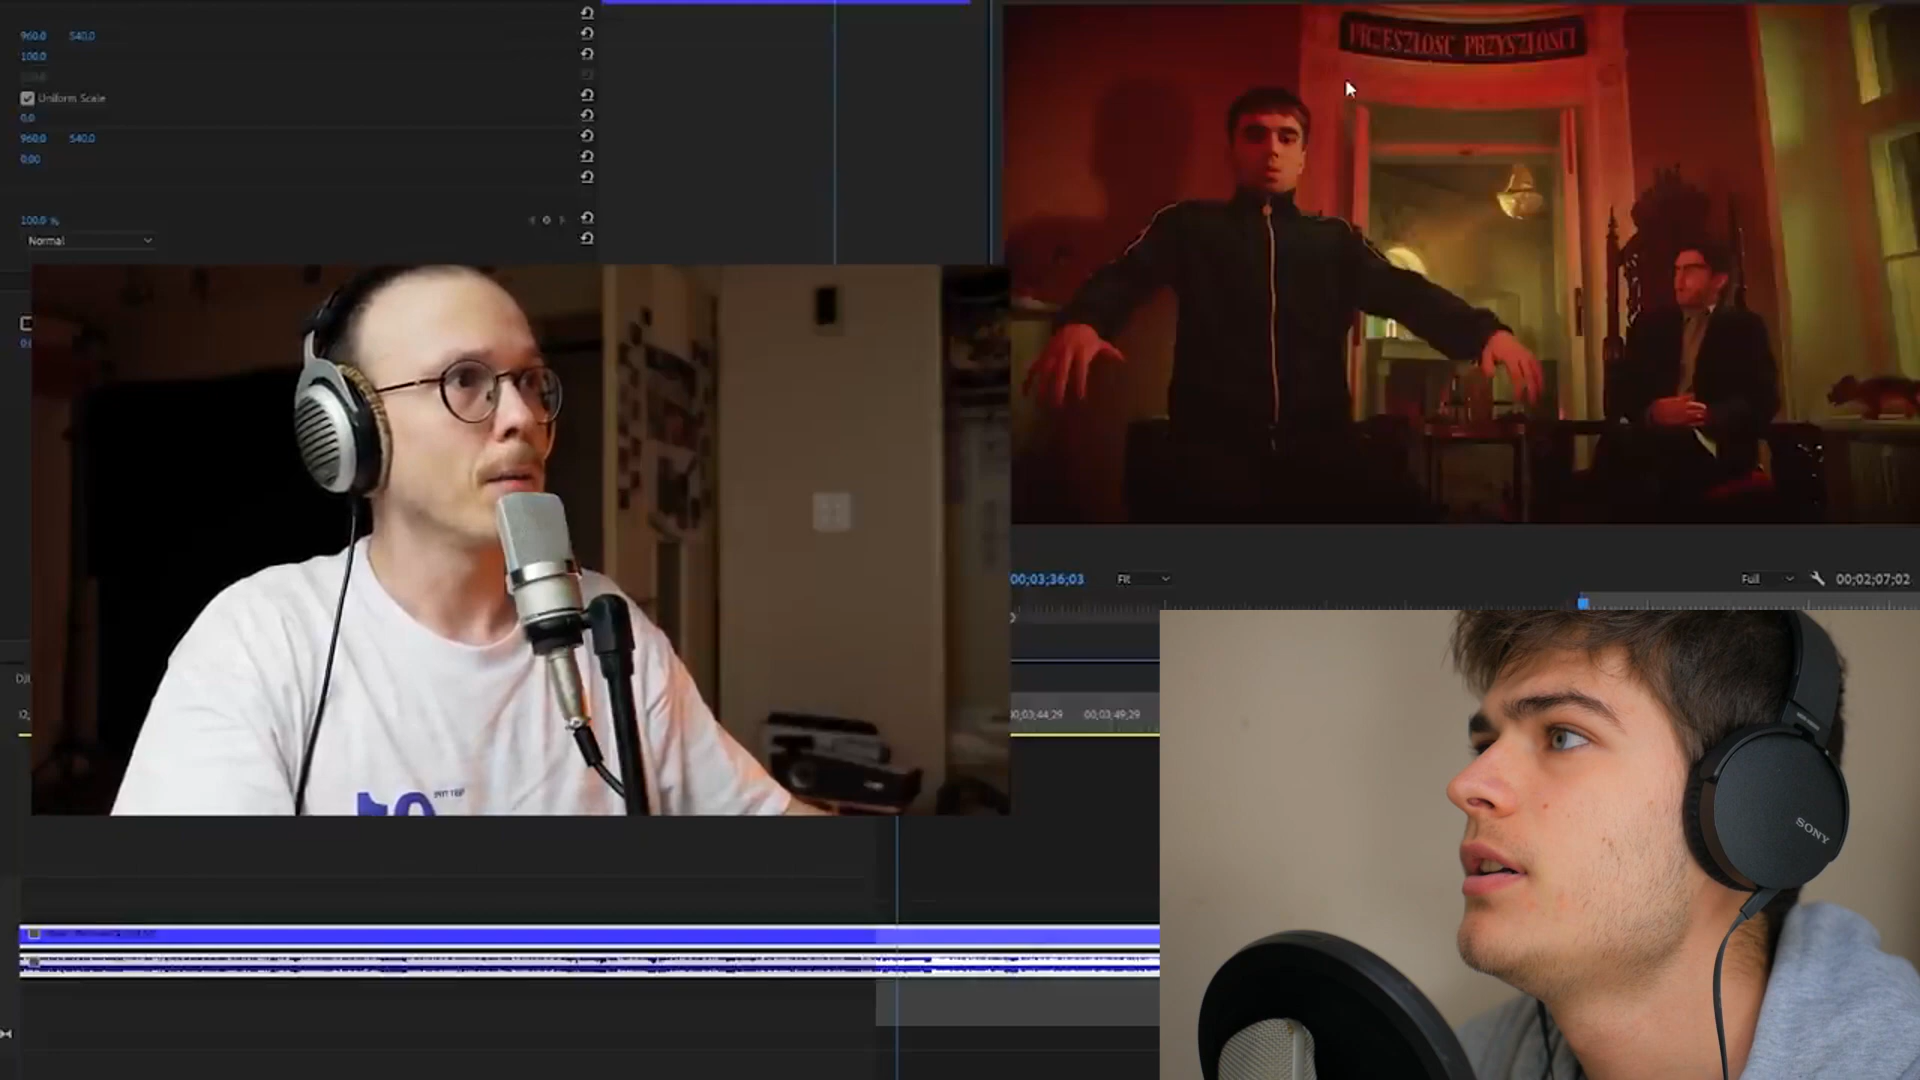 960.0 540.0
100.0
Uniform Scale
0.0
960.0 540.0
0.00
100.0 %
Normal
PRZESZŁOŚĆ PRZYSZŁOŚCI
00;03;36;03
Fit
Full
00;02;07;02
00;03;44;29
00;03;49;29
SONY